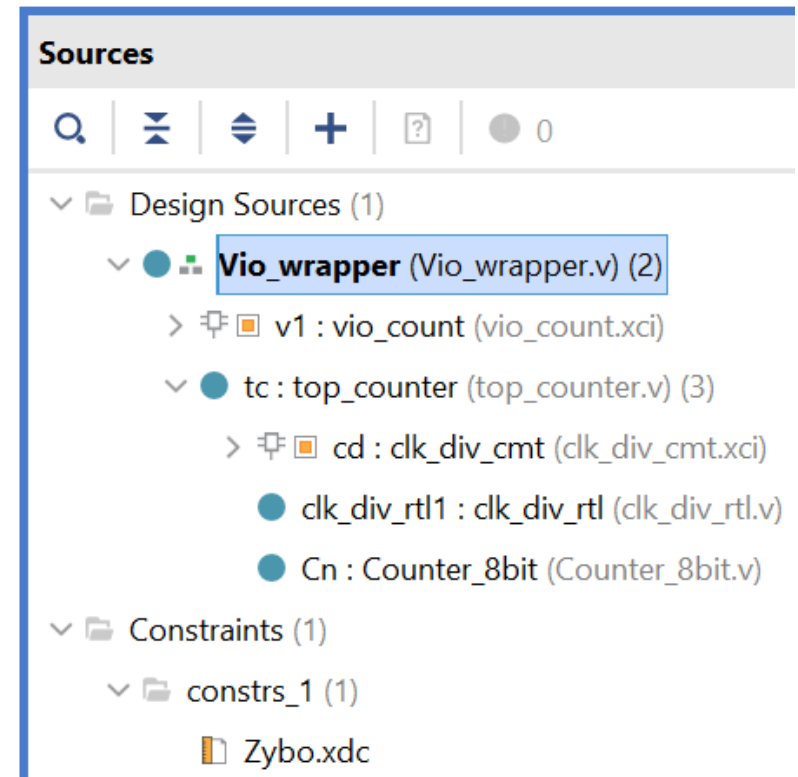 Sources
0
Design Sources (1)
Vio_wrapper (Vio_wrapper.v) (2)
v1 : vio_count (vio_count.xci)
tc : top_counter (top_counter.v) (3)
cd : clk_div_cmt (clk_div_cmt.xci)
clk_div_rtl1 : clk_div_rtl (clk_div_rtl.v)
Cn : Counter_8bit (Counter_8bit.v)
Constraints (1)
constrs_1 (1)
Zybo.xdc